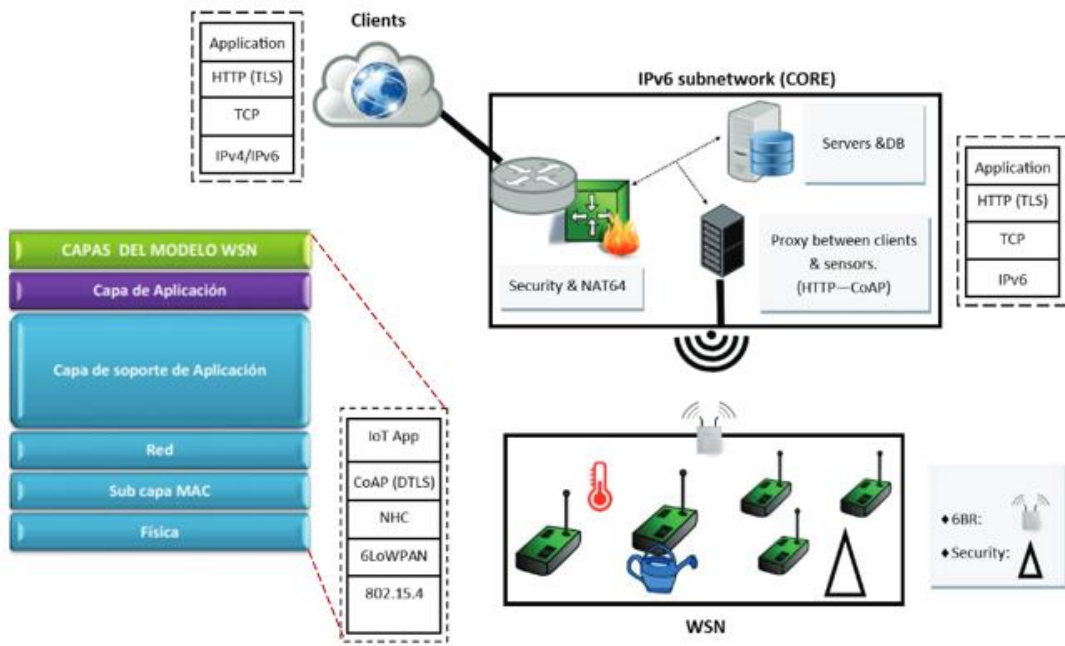 Clients
Application
HTTP (TLS)
TCP
IPv4/IPv6
IPv6 subnetwork (CORE)
Servers &DB
Security & NAT64
Proxy between clients
& sensors.
(HTTP—CoAP)
Application
HTTP (TLS)
TCP
IPv6
CAPAS DEL MODELO WSN
Capa de Aplicación
Capa de soporte de Aplicación
Red
Sub capa MAC
Física
IoT App
CoAP (DTLS)
NHC
6LoWPAN
802.15.4
WSN
♦ 6BR:
♦ Security: